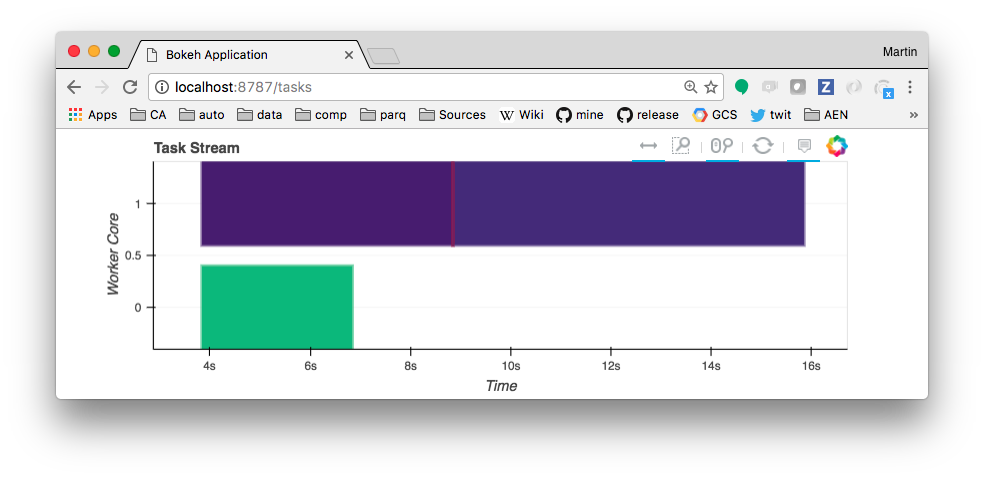 Bokeh Application
Martin
localhost:8787/tasks
Apps CA auto data comp parq Sources W Wiki mine release GCS twit AEN »
Task Stream
Worker Core
1
0.5
0
4s 6s 8s 10s 12s 14s 16s
Time